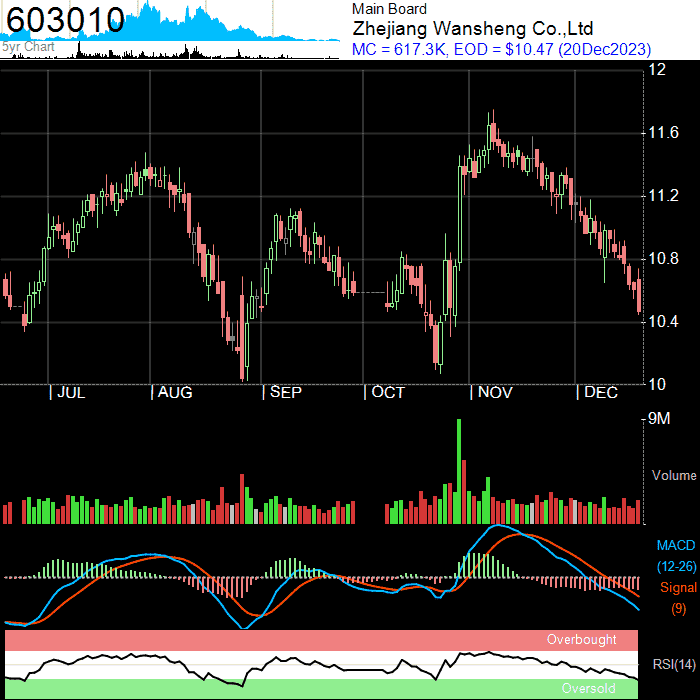 603010
5yr Chart
Main Board
Zhejiang Wansheng Co.,Ltd
MC = 617.3K, EOD = $10.47 (20Dec2023)
12
11.6
11.2
10.8
10.4
10
| JUL | AUG | SEP | OCT | NOV | DEC
9M
Volume
MACD
(12-26)
Signal
(9)
Overbought
RSI(14)
Oversold